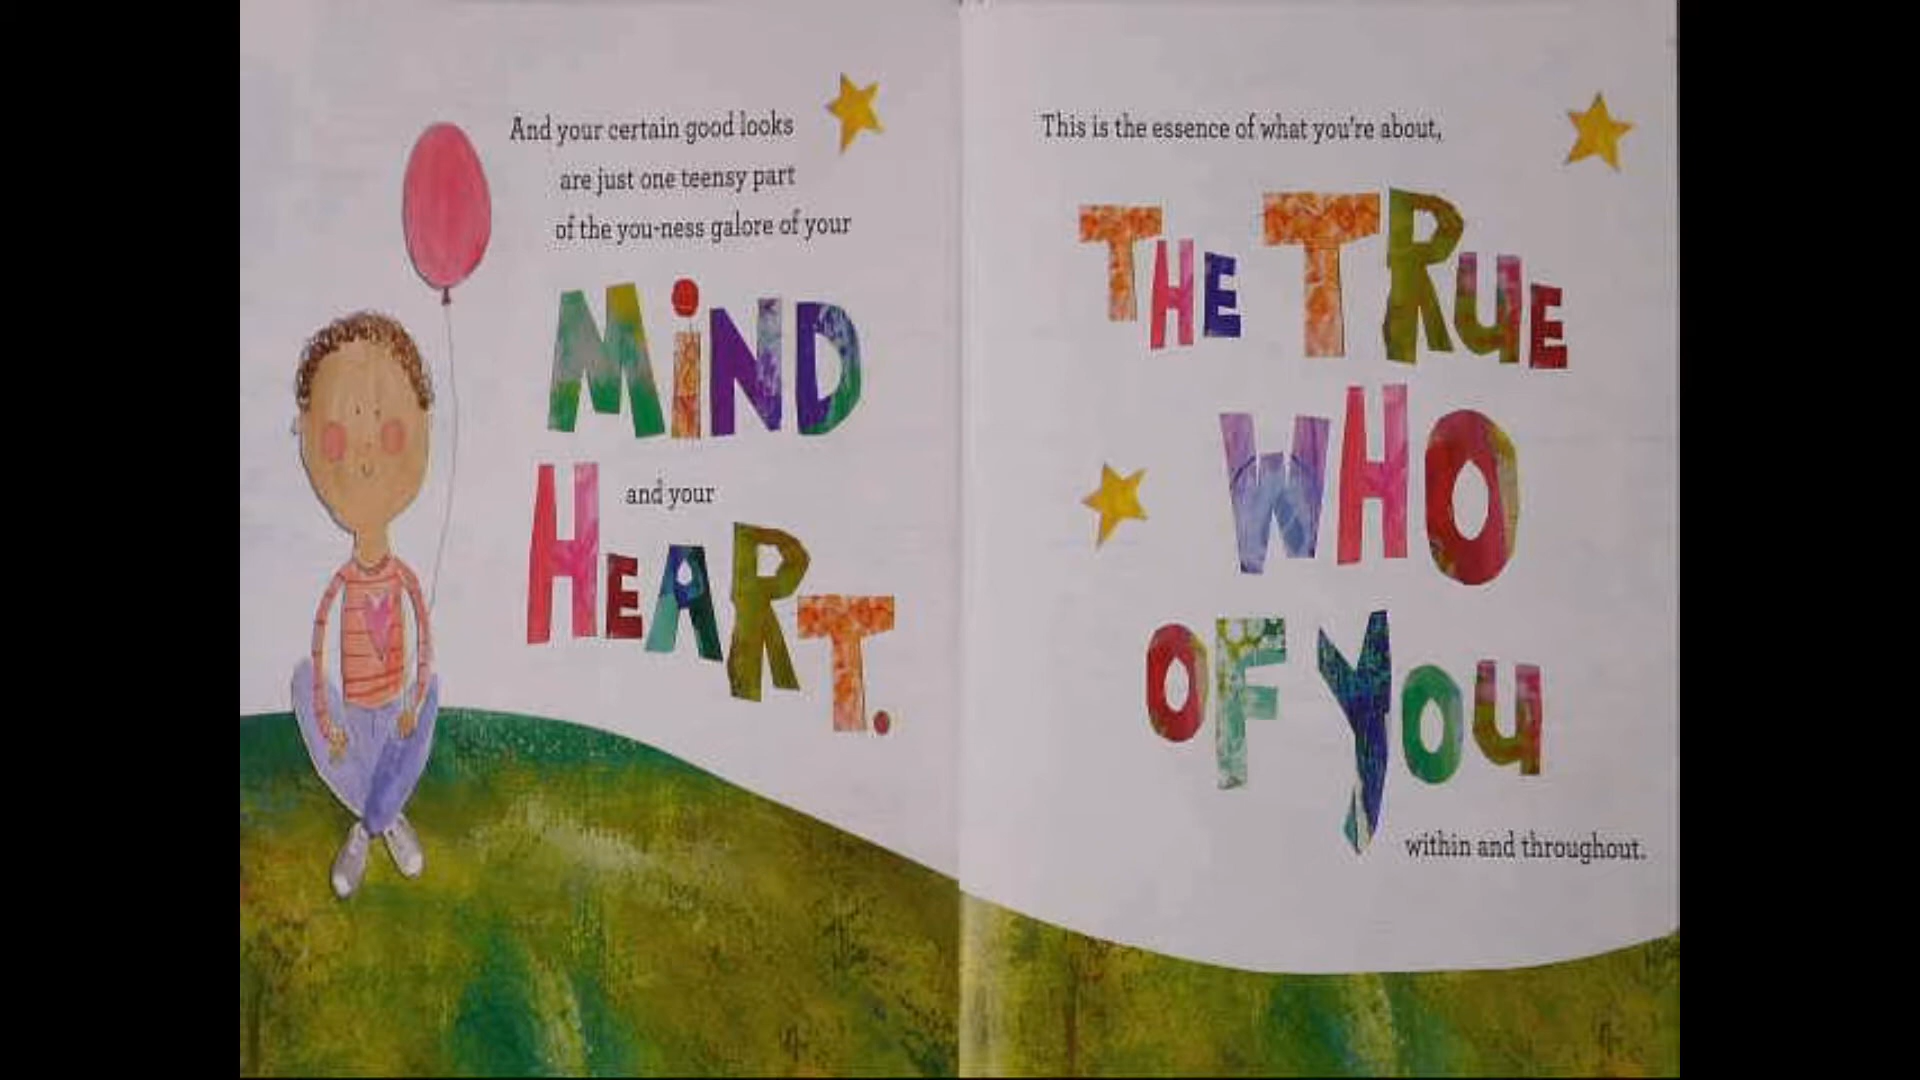 And your certain good looks
are just one teensy part
of the you-ness galore of your
MiND
and your
HEART.
This is the essence of what you're about,
THE TRUE
WHO
OF YOU
within and throughout.